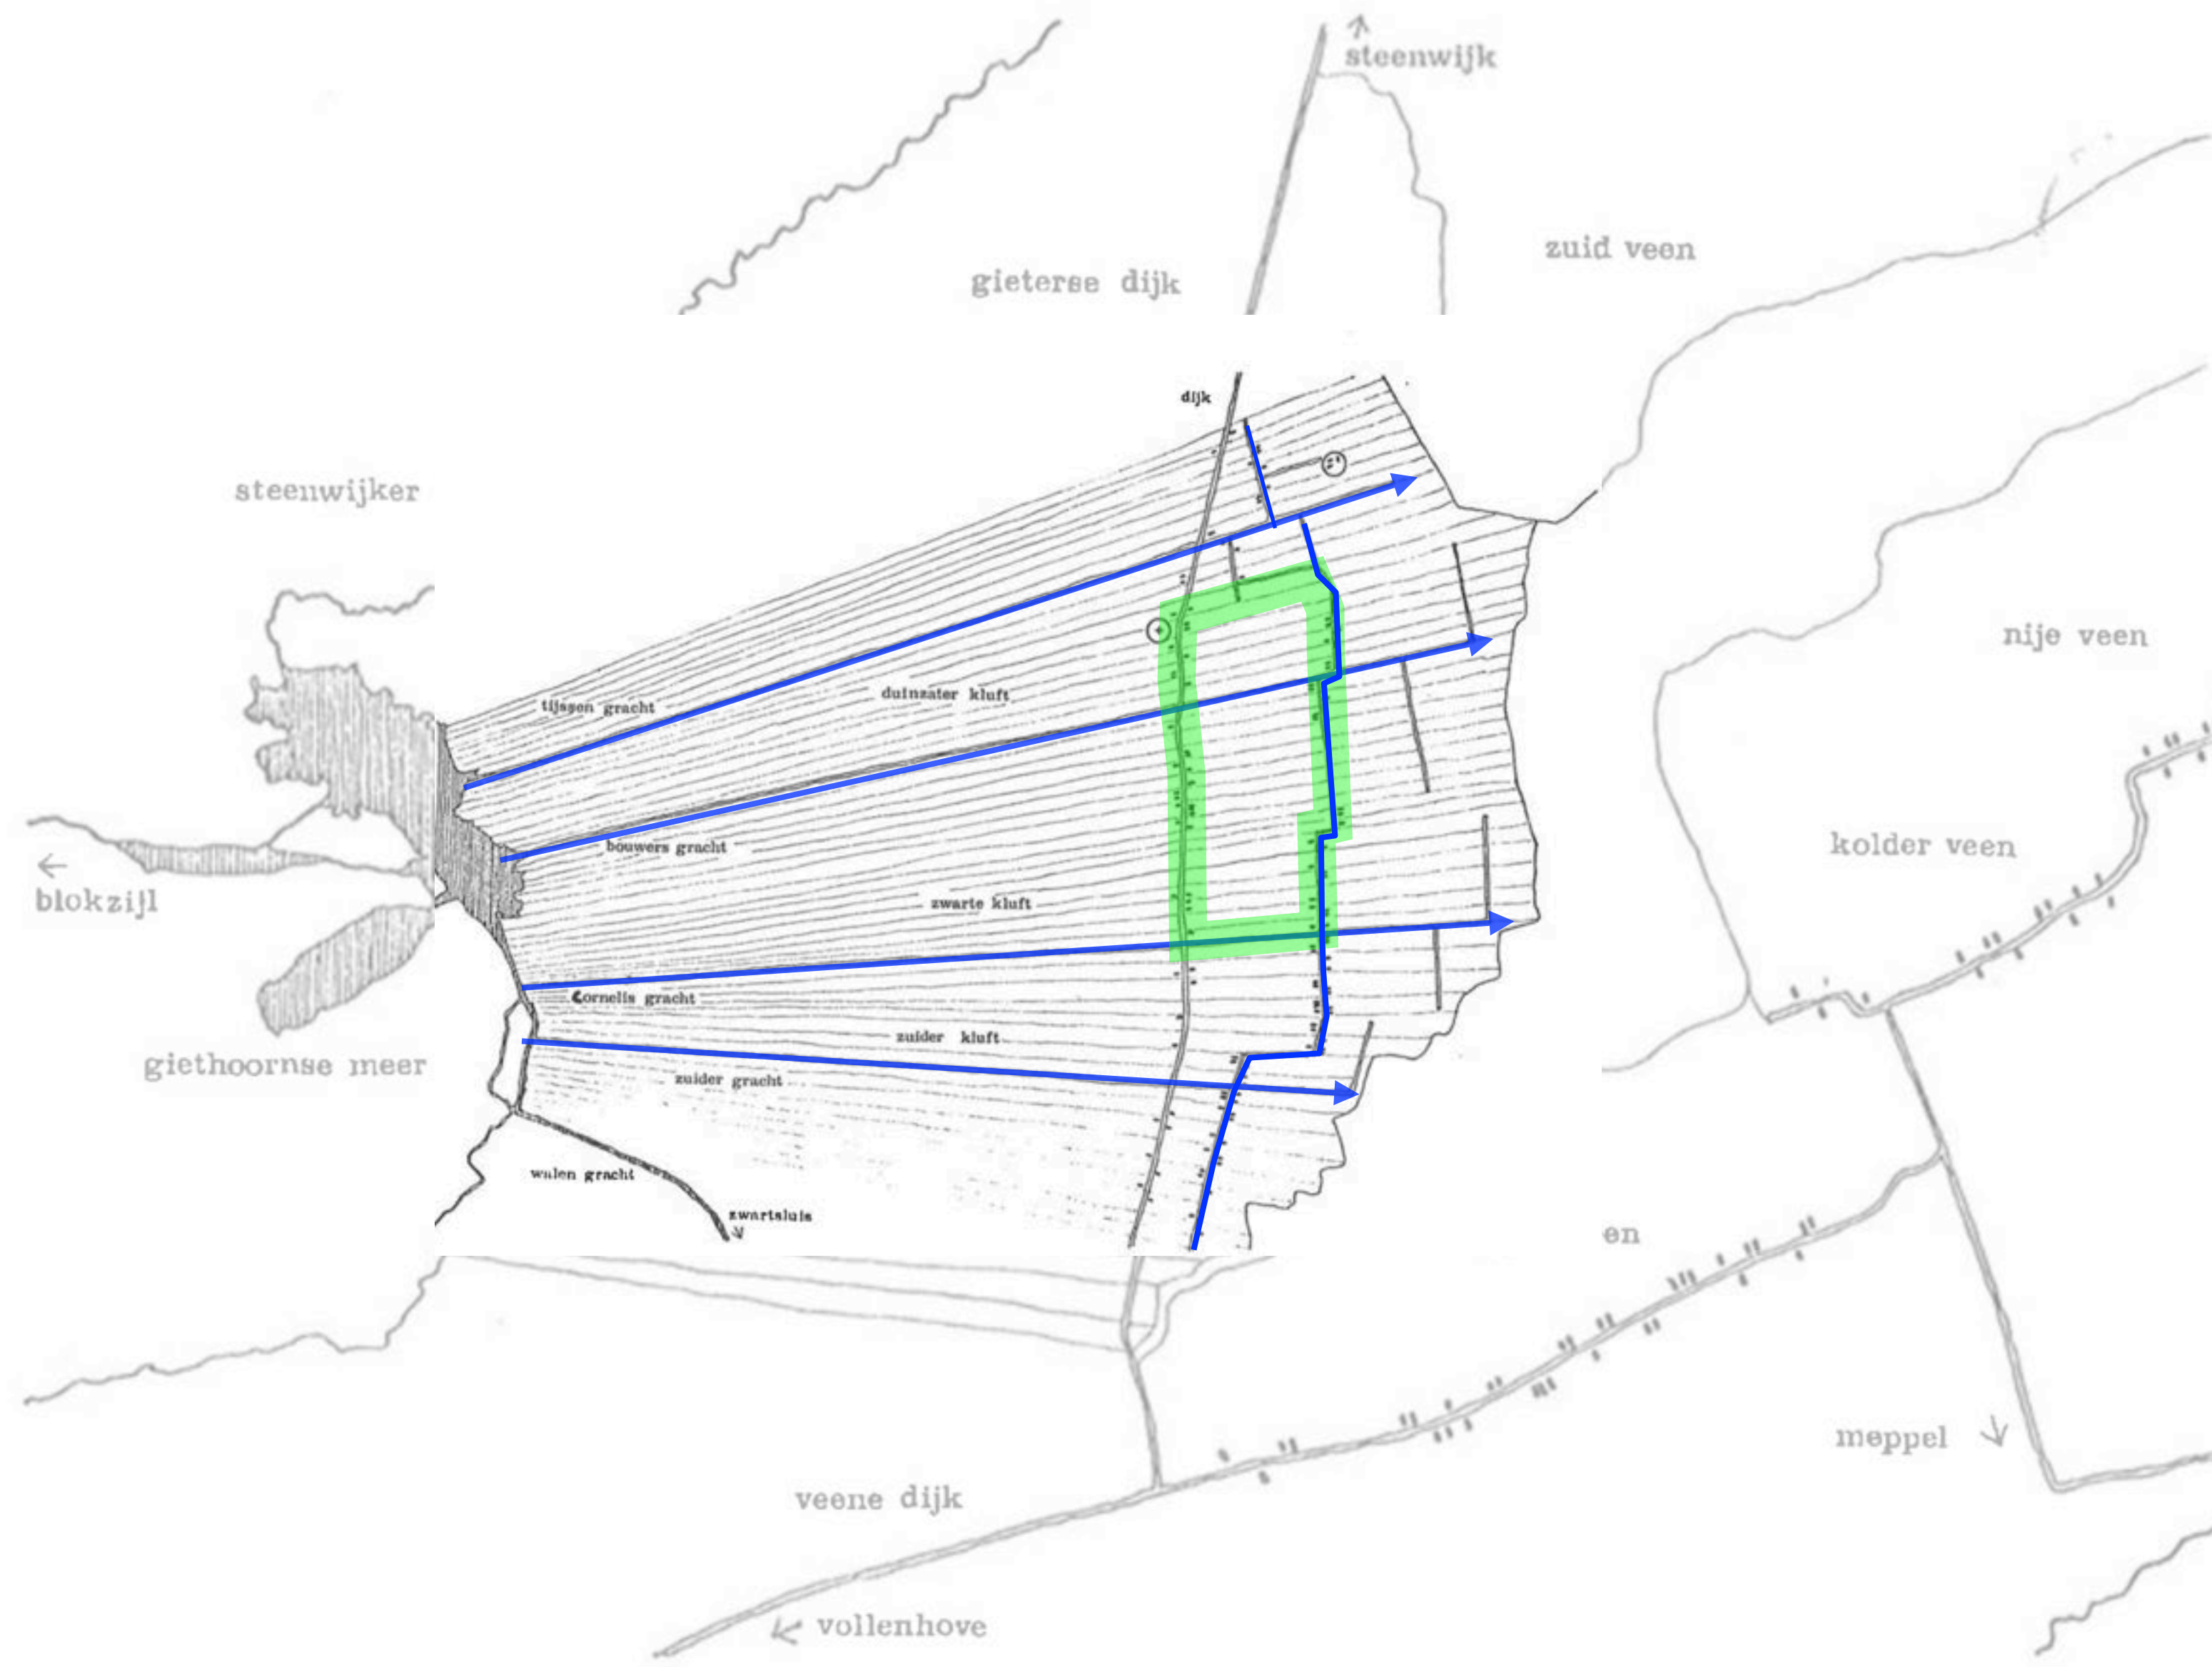 steenwijk
zuid veen
gieterse dijk
dijk
steenwijker
nije veen
duinzater kluft
tijssen gracht
kolder veen
bouwers gracht
blokzijl
zwarte kluft
Cornelis gracht
zuider kluft
giethoornse meer
zuider gracht
walen gracht
zwartsluis
en
meppel
veene dijk
vollenhove